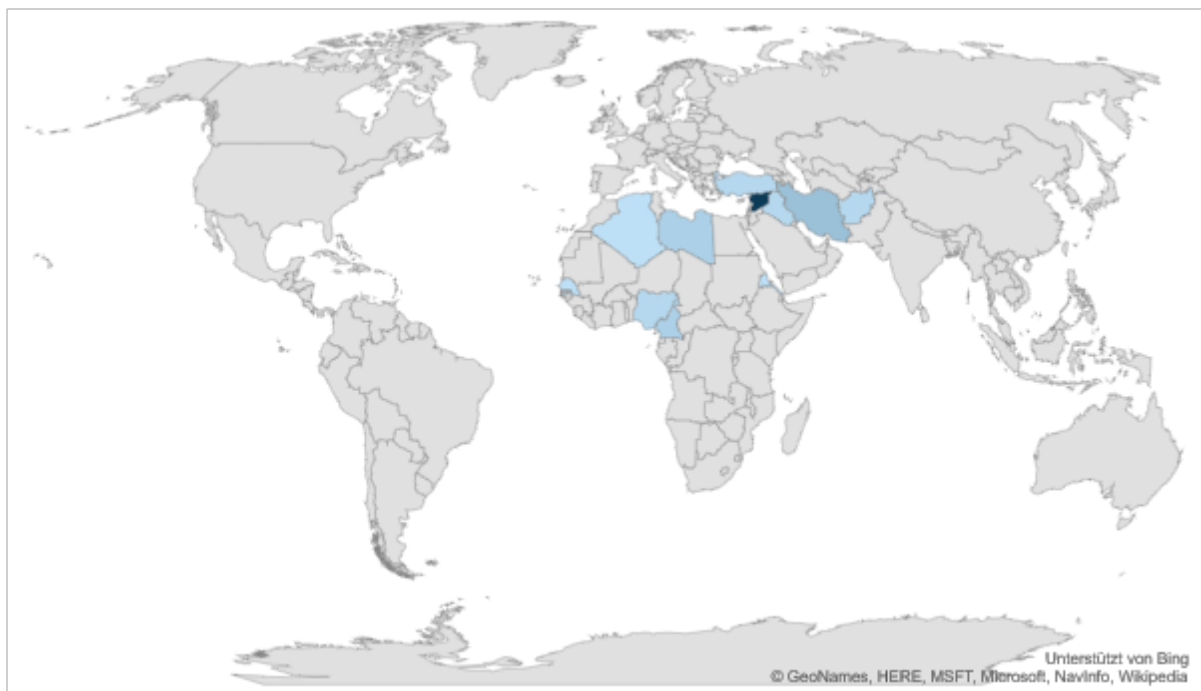 Unterstützt von Bing
© GeoNames, HERE, MSFT, Microsoft, NavInfo, Wikipedia